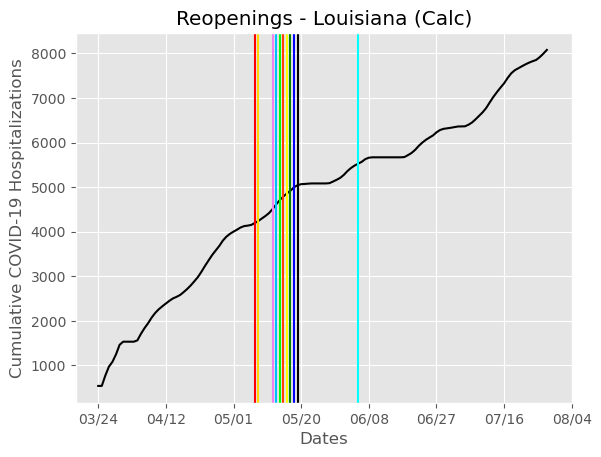 Reopenings - Louisiana (Calc)
Cumulative COVID-19 Hospitalizations
8000
7000
6000
5000
4000
3000
2000
1000
03/24 04/12 05/01 05/20 06/08 06/27 07/16 08/04
Dates